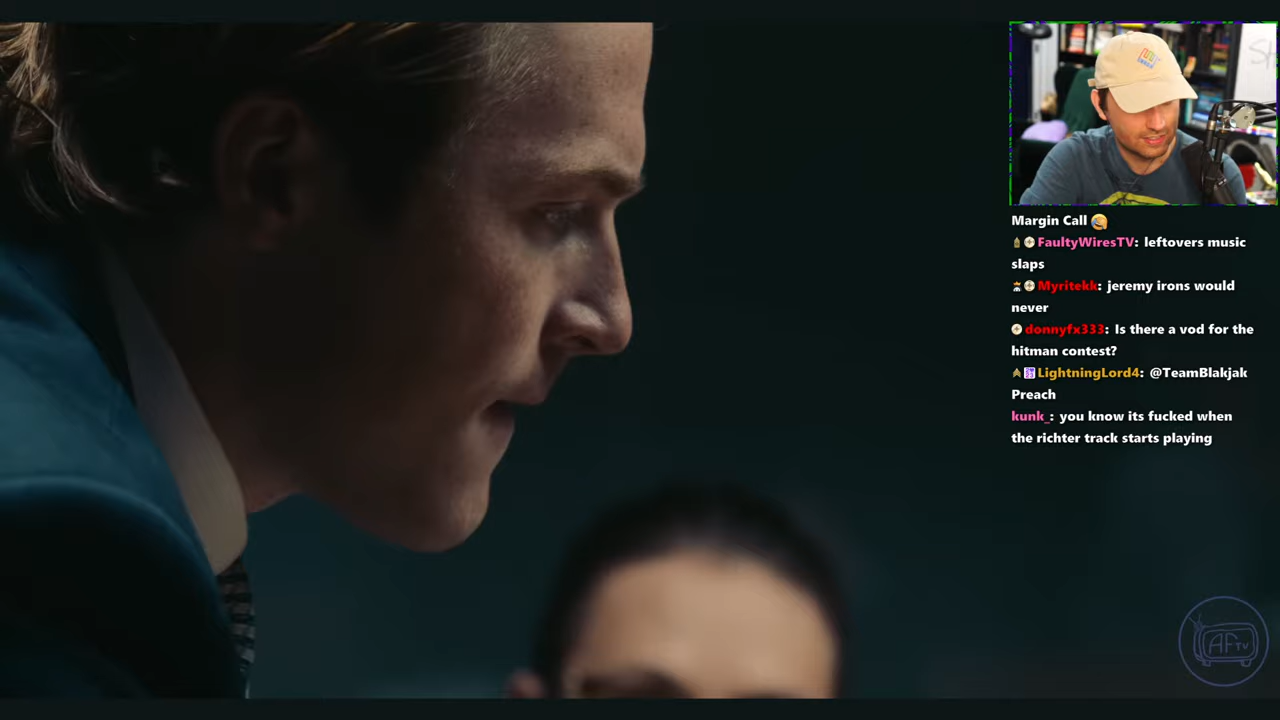 Margin Call
FaultyWiresTV: leftovers music
slaps
Myritekk: jeremy irons would
never
donnyfx333: Is there a vod for the
hitman contest?
LightningLord4: @TeamBlakjak
Preach
kunk_: you know its fucked when
the richter track starts playing
AFTV